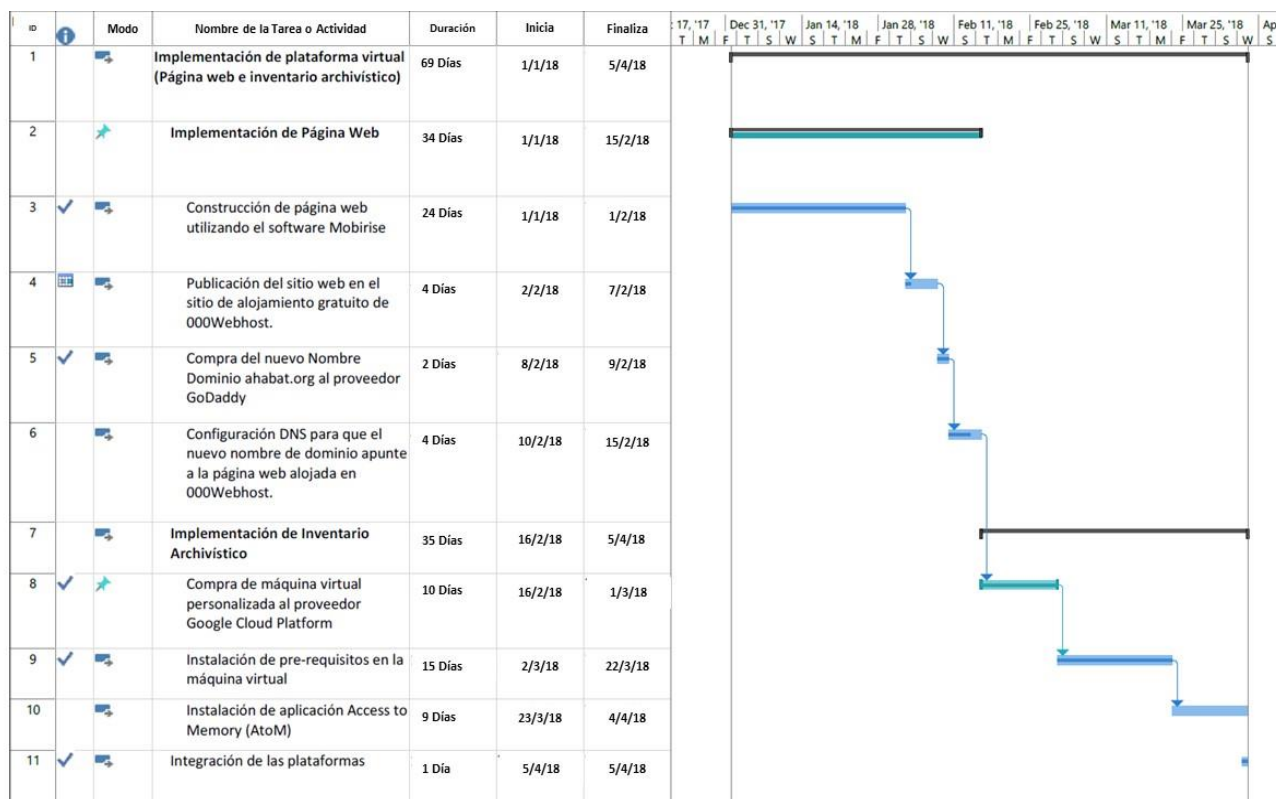 ID Modo Nombre de la Tarea o Actividad Duración Inicia Finaliza
17, '17 Dec 31, '17 Jan 14, '18 Jan 28, '18 Feb 11, '18 Feb 25, '18 Mar 11, '18 Mar 25, '18 Ap
T M F T S W S T M F T S W S T M F T S W S T M F T S W S
1 Implementación de plataforma virtual 69 Días 1/1/18 5/4/18
(Página web e inventario archivístico)
2 Implementación de Página Web 34 Días 1/1/18 15/2/18
3 Construcción de página web 24 Días 1/1/18 1/2/18
utilizando el software Mobirise
4 Publicación del sitio web en el 4 Días 2/2/18 7/2/18
sitio de alojamiento gratuito de
000Webhost.
5 Compra del nuevo Nombre 2 Días 8/2/18 9/2/18
Dominio ahabat.org al proveedor
GoDaddy
6 Configuración DNS para que el 4 Días 10/2/18 15/2/18
nuevo nombre de dominio apunte
a la página web alojada en
000Webhost.
7 Implementación de Inventario 35 Días 16/2/18 5/4/18
Archivístico
8 Compra de máquina virtual 10 Días 16/2/18 1/3/18
personalizada al proveedor
Google Cloud Platform
9 Instalación de pre-requisitos en la 15 Días 2/3/18 22/3/18
máquina virtual
10 Instalación de aplicación Access to 9 Días 23/3/18 4/4/18
Memory (AtoM)
11 Integración de las plataformas 1 Día 5/4/18 5/4/18